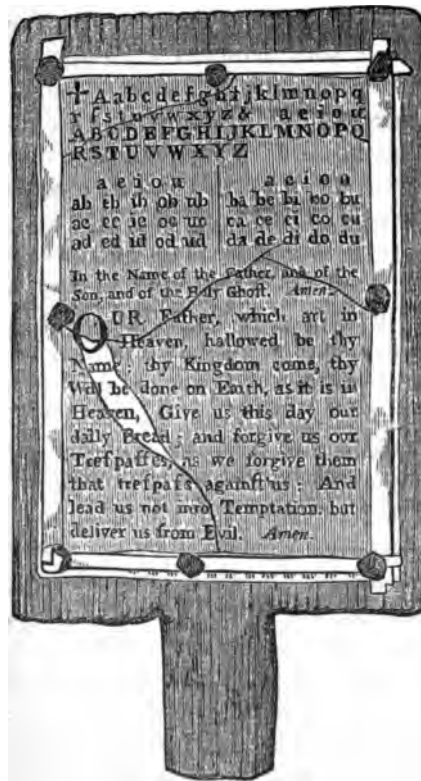 ✝ A a b c d e f g h i j k l m n o p q
r ſ s t u v w x y z & a e i o u
A B C D E F G H I J K L M N O P Q
R S T U V W X Y Z
a e i o u a e i o u
ab eb ib ob ub ba be bi bo bu
ac ec ic oc uc ca ce ci co cu
ad ed id od ud da de di do du
In the Name of the Father, and of the
Son, and of the Holy Ghoſt. Amen.
OUR Father, which art in
Heaven, hallowed be thy
Name; thy Kingdom come, thy
Will be done on Earth, as it is in
Heaven, Give us this day our
daily Bread; and forgive us our
Treſpaſſes, as we forgive them
that treſpaſs againſt us: And
lead us not into Temptation, but
deliver us from Evil. Amen.